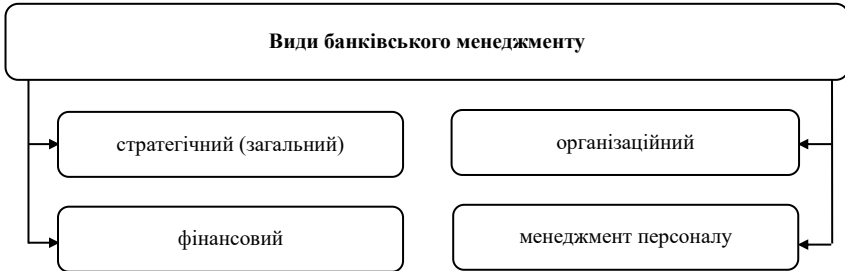 Види банківського менеджменту
стратегічний (загальний)
організаційний
фінансовий
менеджмент персоналу